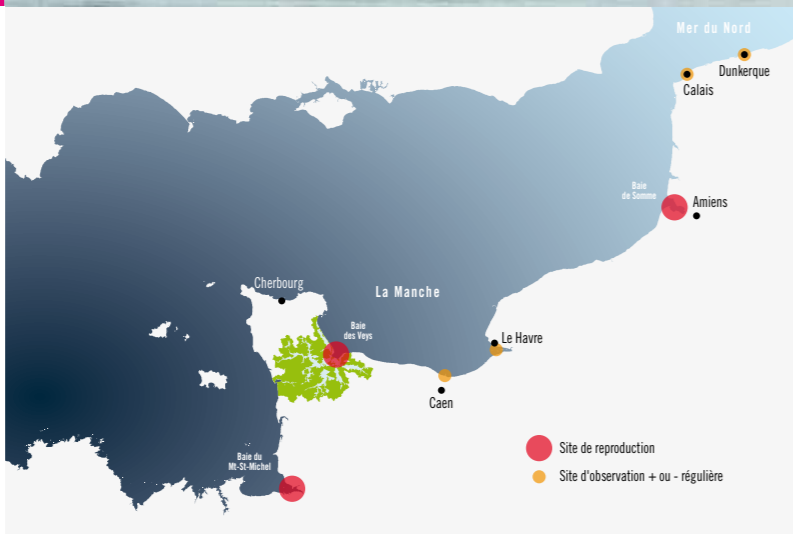 Mer du Nord
Dunkerque
Calais
Baie
de Somme
Amiens
Cherbourg
La Manche
Baie
des Veys
Le Havre
Caen
Baie du
Mt-St-Michel
Site de reproduction
Site d'observation + ou - régulière